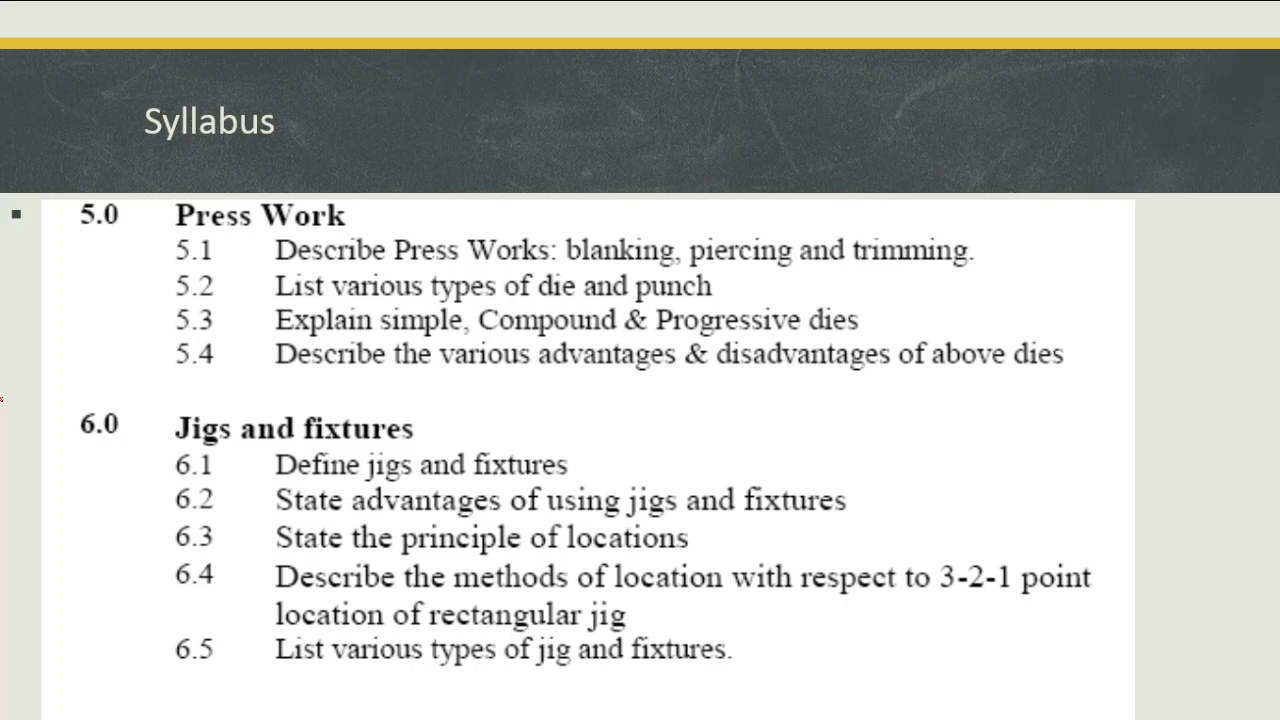 Syllabus
5.0 Press Work
5.1 Describe Press Works: blanking, piercing and trimming.
5.2 List various types of die and punch
5.3 Explain simple, Compound & Progressive dies
5.4 Describe the various advantages & disadvantages of above dies
6.0 Jigs and fixtures
6.1 Define jigs and fixtures
6.2 State advantages of using jigs and fixtures
6.3 State the principle of locations
6.4 Describe the methods of location with respect to 3-2-1 point
location of rectangular jig
6.5 List various types of jig and fixtures.